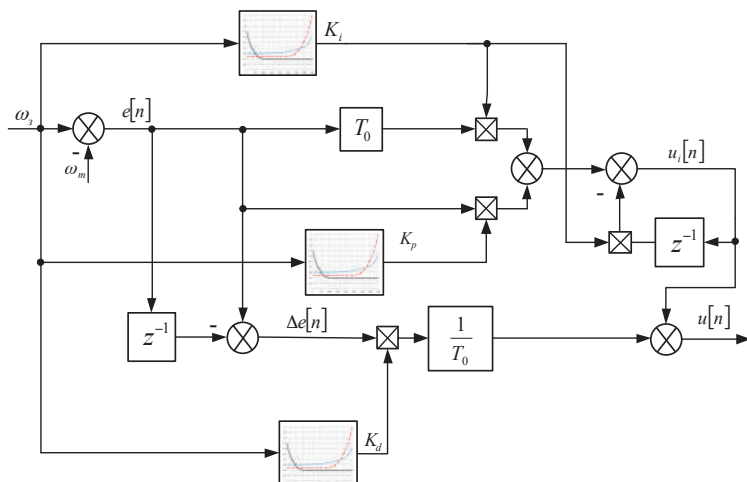 K_i
ω_з
e[n]
T_0
-
ω_m
u_i[n]
-
K_p
z^{-1}
z^{-1}
-
Δe[n]
1
T_0
u[n]
K_d